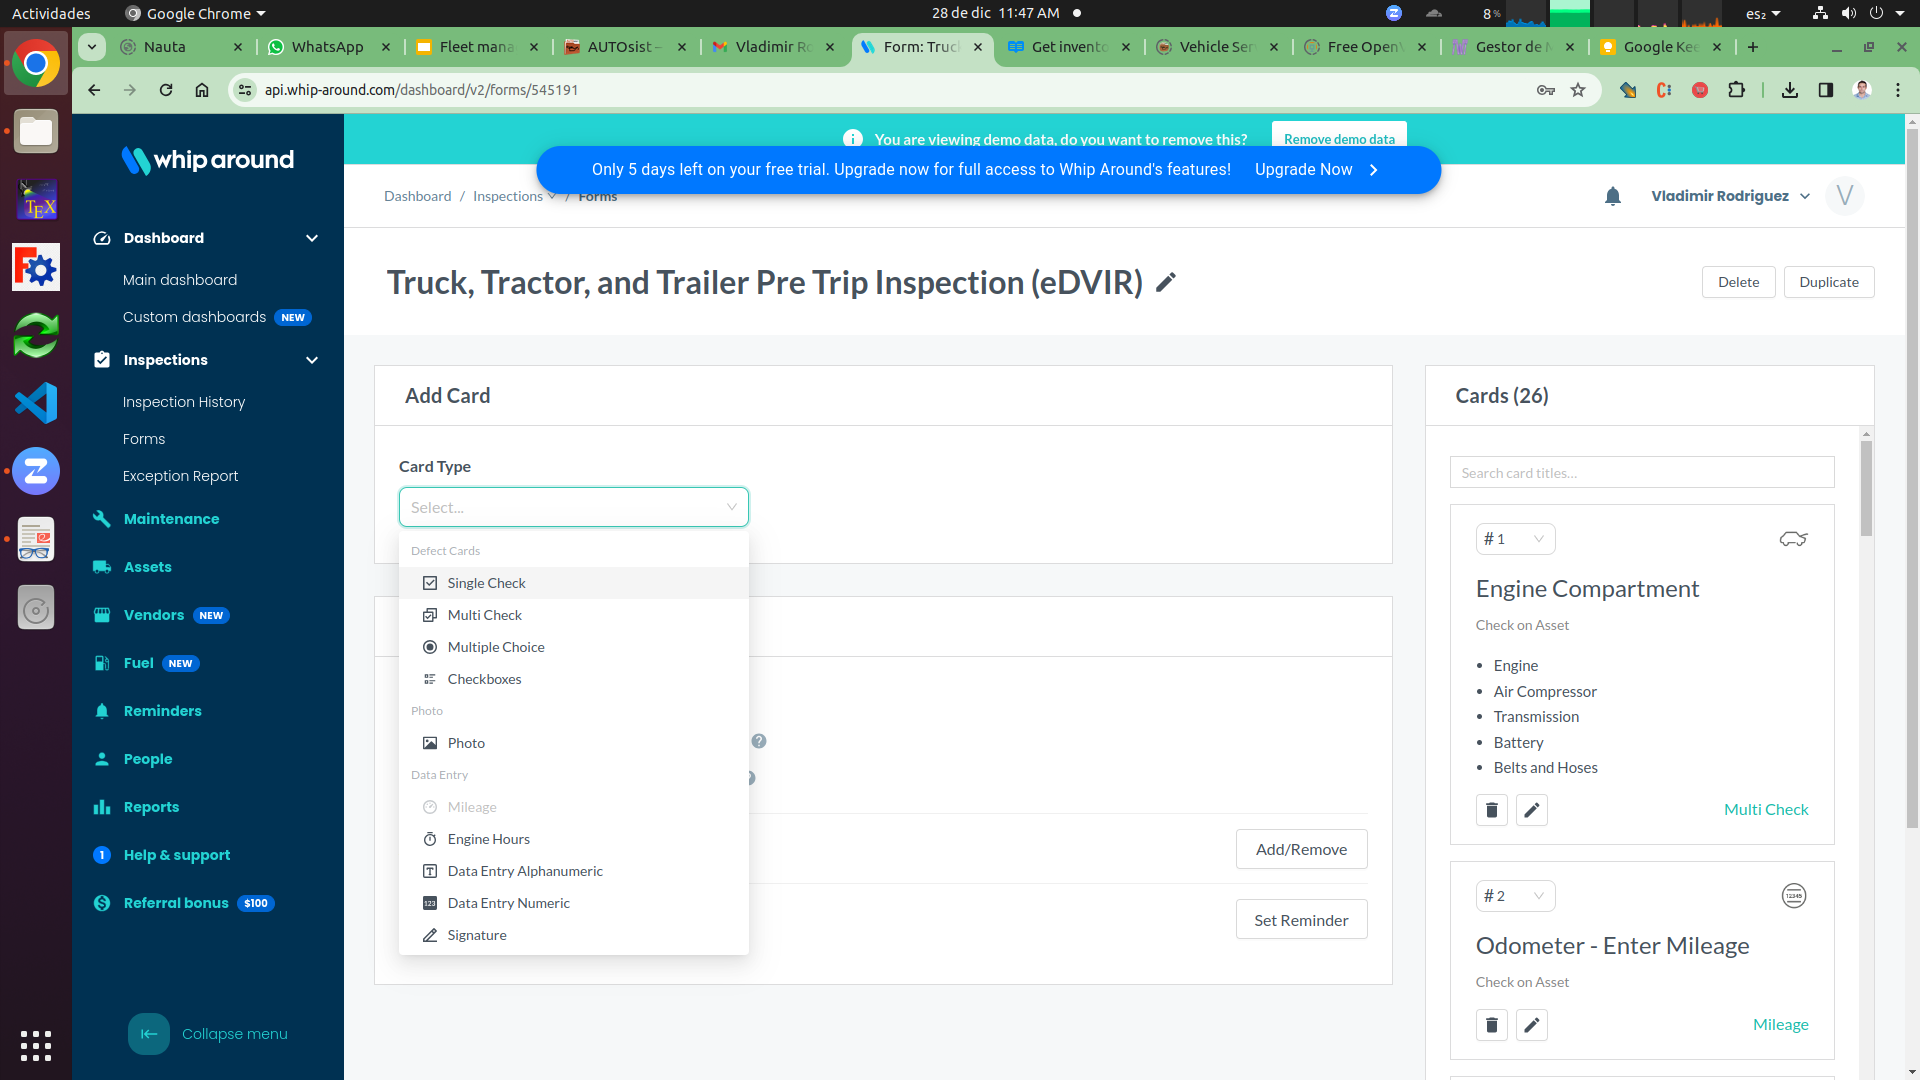 Actividades
Google Chrome
28 de dic 11:47 AM
8 %
es₂
Nauta
WhatsApp
Fleet mana
AUTOsist –
Vladimir Ro
Form: Truc
Get invento
Vehicle Ser
Free Open
Gestor de M
Google Kee
api.whip-around.com/dashboard/v2/forms/545191
whip around
You are viewing demo data, do you want to remove this?
Remove demo data
Only 5 days left on your free trial. Upgrade now for full access to Whip Around's features!
Upgrade Now
Dashboard / Inspections / Forms
Vladimir Rodriguez
V
Dashboard
Main dashboard
Custom dashboards NEW
Inspections
Inspection History
Forms
Exception Report
Maintenance
Assets
Vendors NEW
Fuel NEW
Reminders
People
Reports
1 Help & support
Referral bonus $100
Collapse menu
Truck, Tractor, and Trailer Pre Trip Inspection (eDVIR)
Delete
Duplicate
Add Card
Card Type
Select...
Defect Cards
Single Check
Multi Check
Multiple Choice
Checkboxes
Photo
Photo
Data Entry
Mileage
Engine Hours
Data Entry Alphanumeric
Data Entry Numeric
Signature
Add/Remove
Set Reminder
Cards (26)
Search card titles...
# 1
Engine Compartment
Check on Asset
• Engine
• Air Compressor
• Transmission
• Battery
• Belts and Hoses
Multi Check
# 2
12345
Odometer - Enter Mileage
Check on Asset
Mileage